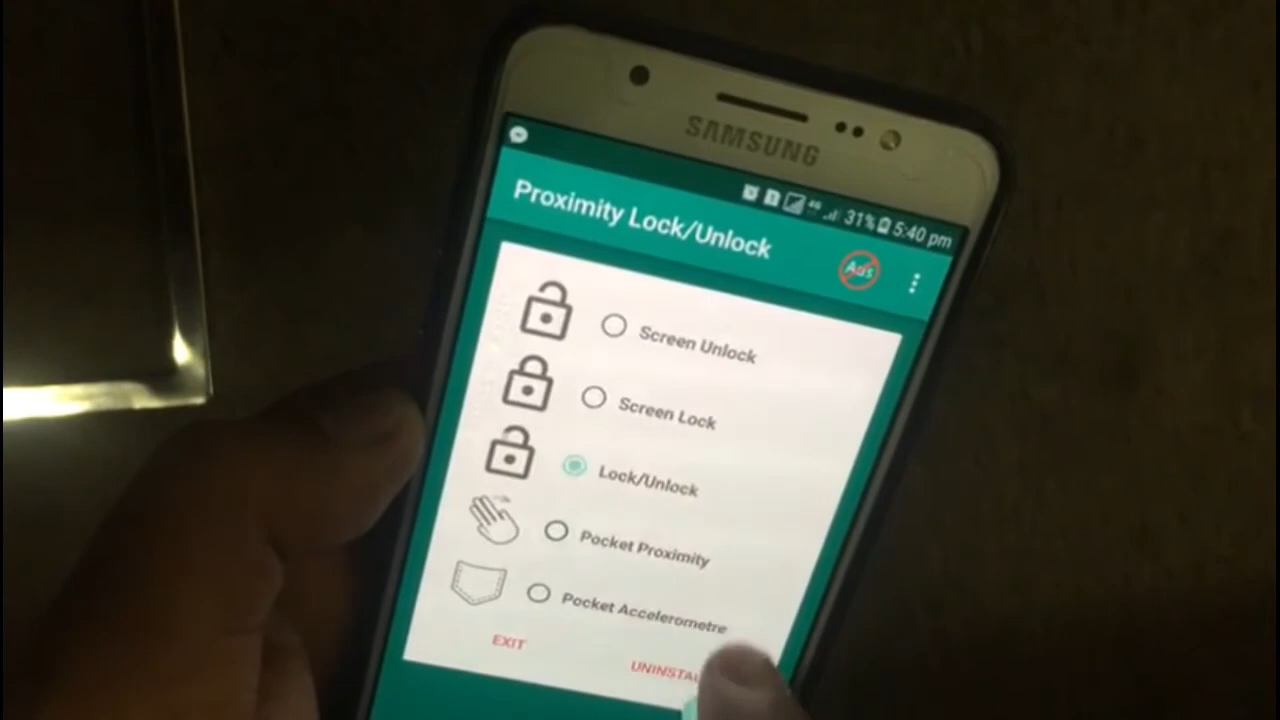 SAMSUNG
4G 31% 5:40 pm
Proximity Lock/Unlock
Ads
Screen Unlock
Screen Lock
Lock/Unlock
Pocket Proximity
Pocket Accelerometre
EXIT